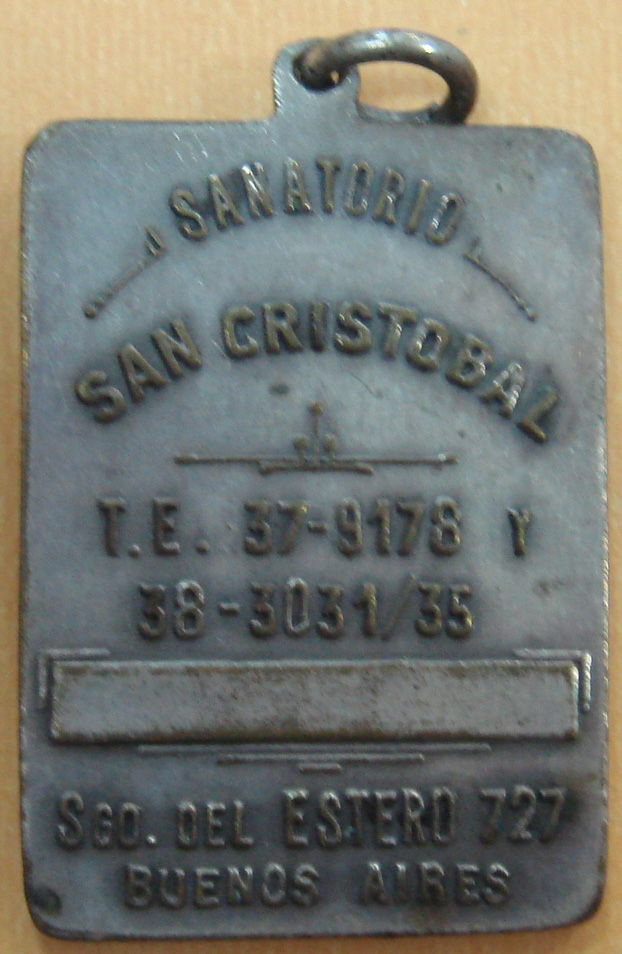 SANATORIO
SAN CRISTOBAL
T.E. 37-9178 Y
38-3031/35
SGO. DEL ESTERO 727
BUENOS AIRES